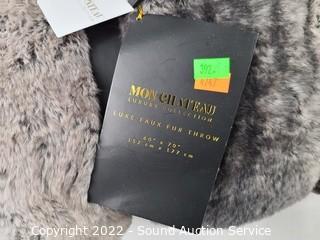 392
4747
MON CHATEAU
LUXURY COLLECTION
LUXE FAUX FUR THROW
60" x 70"
152 cm x 177 cm
Copyright 2022 - Sound Auction Service